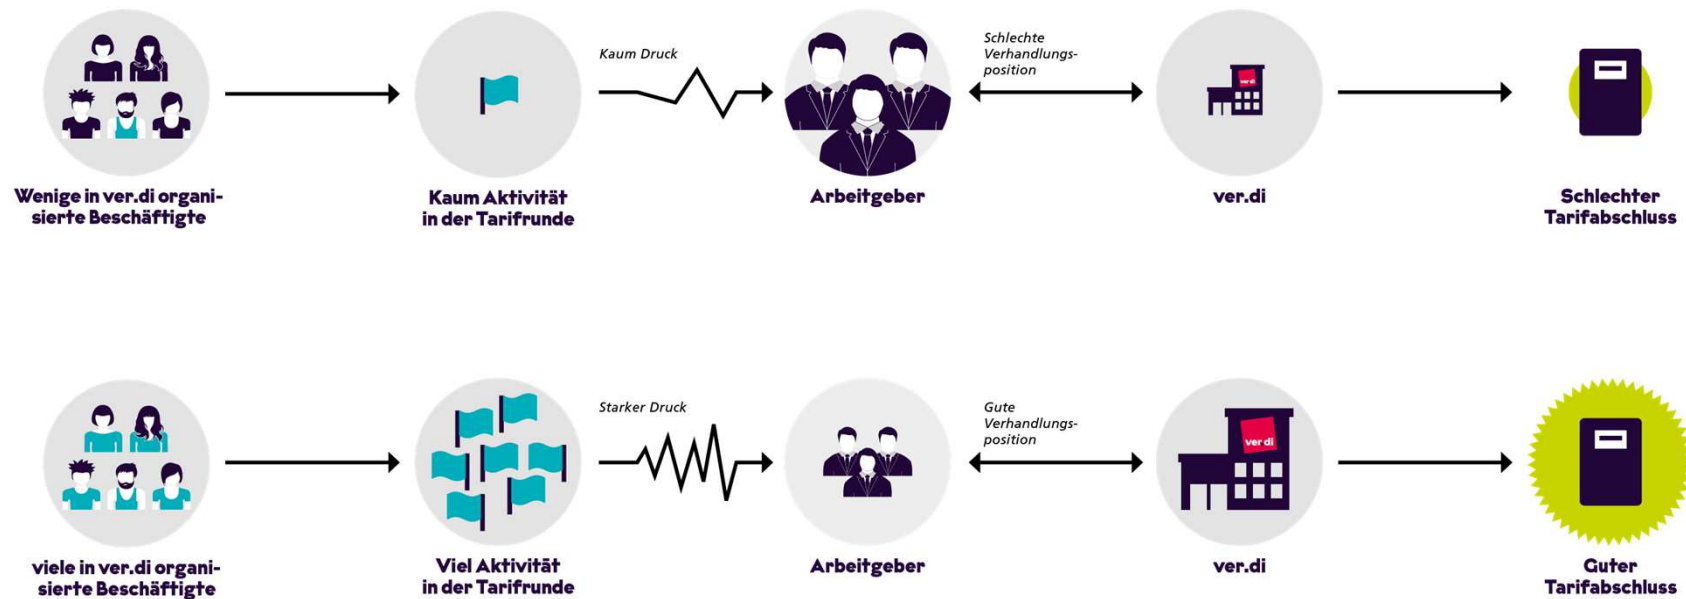 Kaum Druck
Schlechte
Verhandlungs-
position
ver di
Wenige in ver.di organi-
sierte Beschäftigte
Kaum Aktivität
in der Tarifrunde
Arbeitgeber
ver.di
Schlechter
Tarifabschluss
Starker Druck
Gute
Verhandlungs-
position
ver di
viele in ver.di organi-
sierte Beschäftigte
Viel Aktivität
in der Tarifrunde
Arbeitgeber
ver.di
Guter
Tarifabschluss